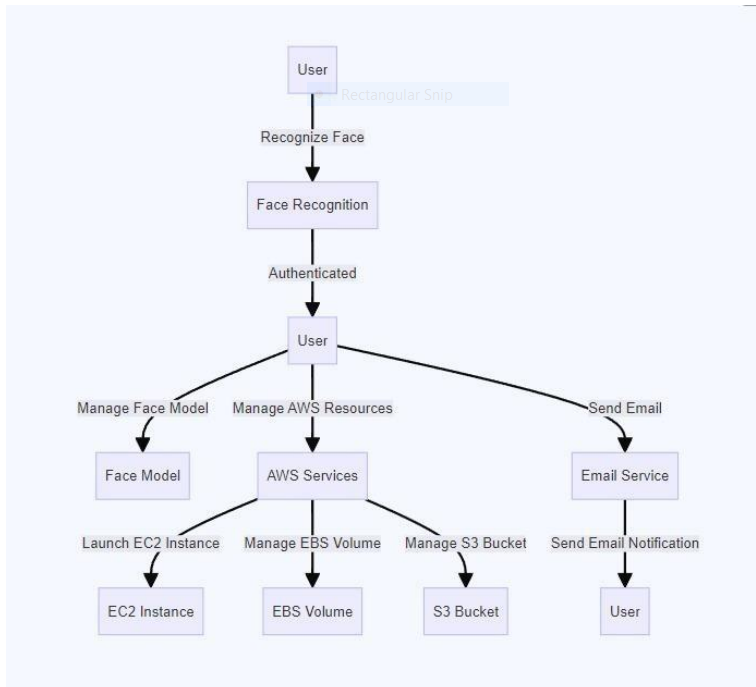 User
Rectangular Snip
Recognize Face
Face Recognition
Authenticated
User
Manage Face Model
Manage AWS Resources
Send Email
Face Model
AWS Services
Email Service
Launch EC2 Instance
Manage EBS Volume
Manage S3 Bucket
Send Email Notification
EC2 Instance
EBS Volume
S3 Bucket
User